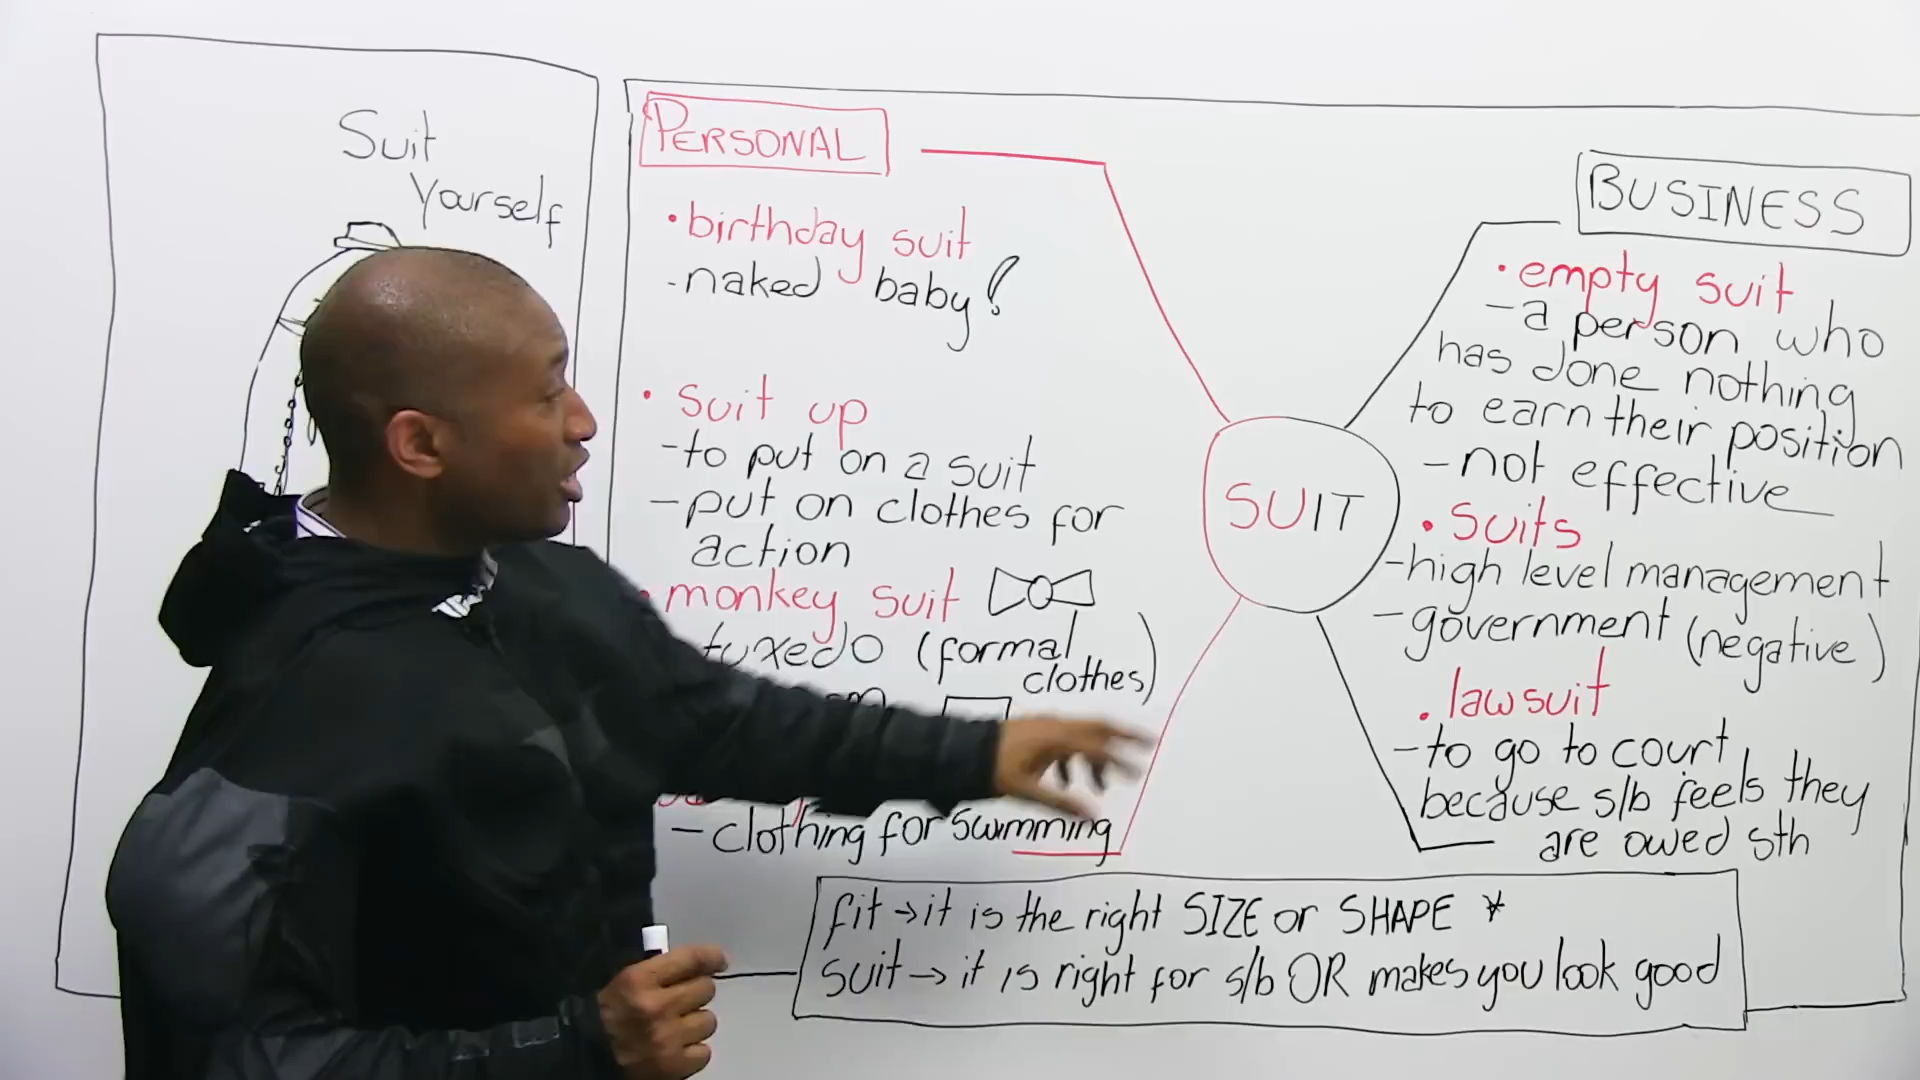 Suit
Yourself
PERSONAL
•birthday suit
-naked baby!
• suit up
-to put on a suit
-put on clothes for
action
•monkey suit
tuxedo (formal
clothes)
-clothing for swimming
SUIT
BUSINESS
•empty suit
-a person who
has done nothing
to earn their position
-not effective
•suits
-high level management
-government (negative)
•lawsuit
-to go to court
because s/b feels they
are owed sth
fit→it is the right SIZE or SHAPE *
suit→it is right for s/b OR makes you look good